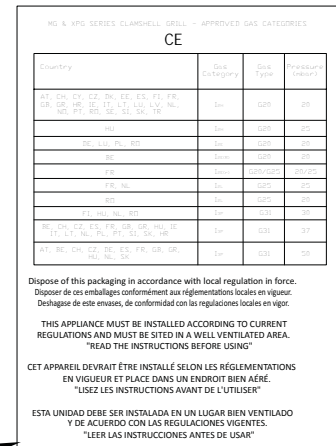 MG & XPG SERIES CLAMSHELL GRILL - APPROVED GAS CATEGORIES
CE
Country Gas Category Gas Type Pressure (mbar)
AT, CH, CY, CZ, DK, EE, ES, FI, FR, GB, GR, HR, IE, IT, LT, LU, LV, NL, NO, PT, RO, SE, SI, SK, TR G20 20
HU G20 25
DE, LU, PL, RO G20 20
BE G20 20
FR G20/G25 20/25
FR, NL G25 25
RO G25 20
FI, HU, NL, RO G31 30
BE, CH, CZ, ES, FR, GB, GR, HU, IE IT, LT, NL, PL, PT, SI, SK, HR G31 37
AT, BE, CH, CZ, DE, ES, FR, GB, GR, HU, NL, SK G31 50
Dispose of this packaging in accordance with local regulation in force.
Disposer de ces emballages conformément aux réglementations locales en vigueur.
Deshagase de este envases, de conformidad con las regulaciones locales en vigor.
THIS APPLIANCE MUST BE INSTALLED ACCORDING TO CURRENT
REGULATIONS AND MUST BE SITED IN A WELL VENTILATED AREA.
"READ THE INSTRUCTIONS BEFORE USING"
CET APPAREIL DEVRAIT ÊTRE INSTALLÉ SELON LES RÉGLEMENTATIONS
EN VIGUEUR ET PLACE DANS UN ENDROIT BIEN AÉRÉ.
"LISEZ LES INSTRUCTIONS AVANT DE L'UTILISER"
ESTA UNIDAD DEBE SER INSTALADA EN UN LUGAR BIEN VENTILADO
Y DE ACUERDO CON LAS REGULACIONES VIGENTES.
"LEER LAS INSTRUCCIONES ANTES DE USAR"